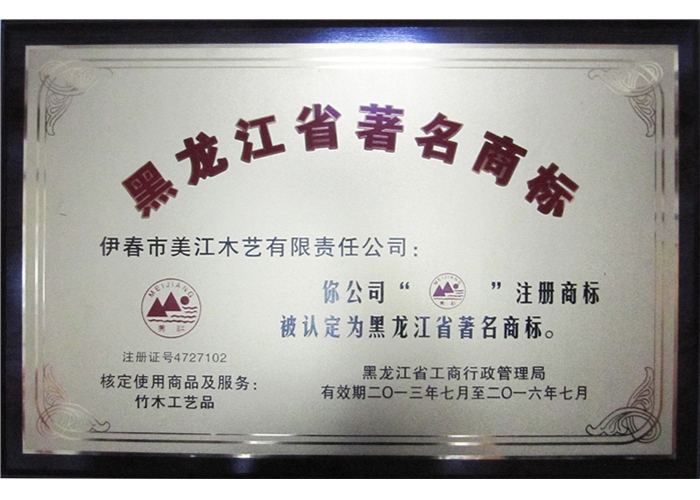 黑龙江省著名商标
伊春市美江木艺有限责任公司：
MEIJIANG
美江
注册证号4727102
核定使用商品及服务：
竹木工艺品
你公司“MEIJIANG”注册商标
被认定为黑龙江省著名商标。
黑龙江省工商行政管理局
有效期二〇一三年七月至二〇一六年七月